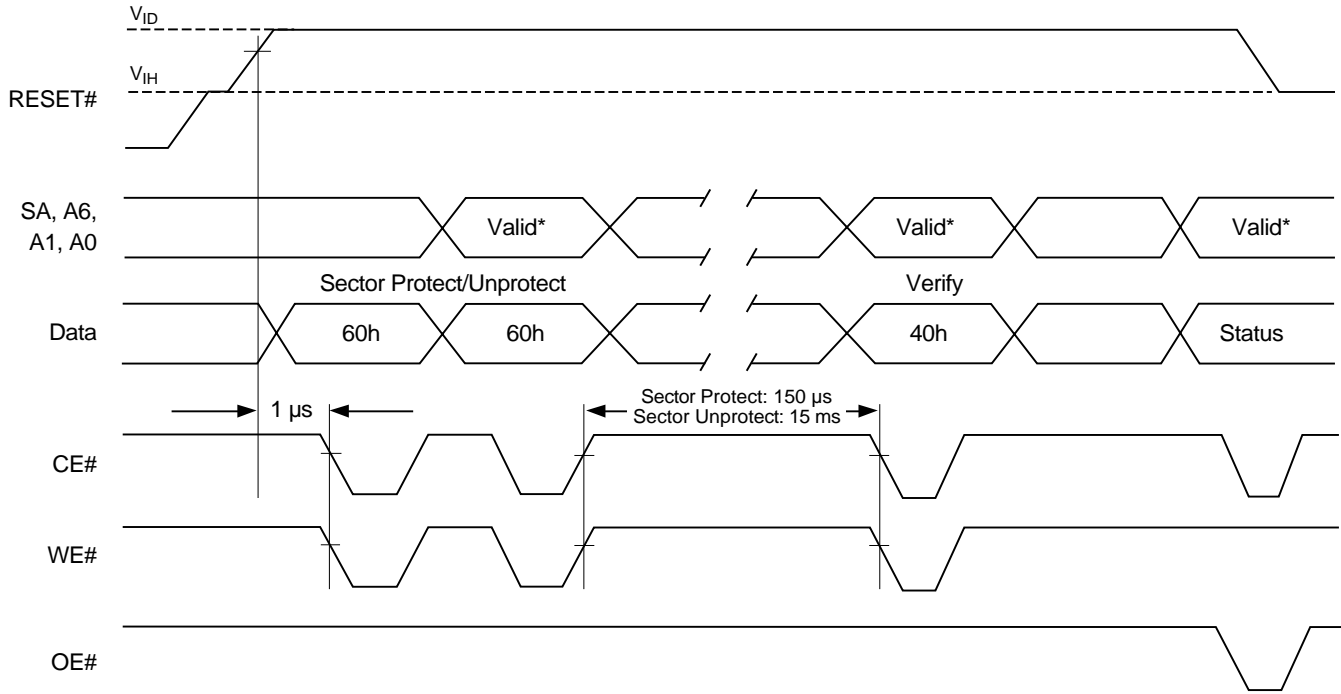 VID
VIH
RESET#
SA, A6,
A1, A0
Valid*
Valid*
Valid*
Sector Protect/Unprotect
Verify
Data
60h
60h
40h
Status
1 µs
Sector Protect: 150 µs
Sector Unprotect: 15 ms
CE#
WE#
OE#